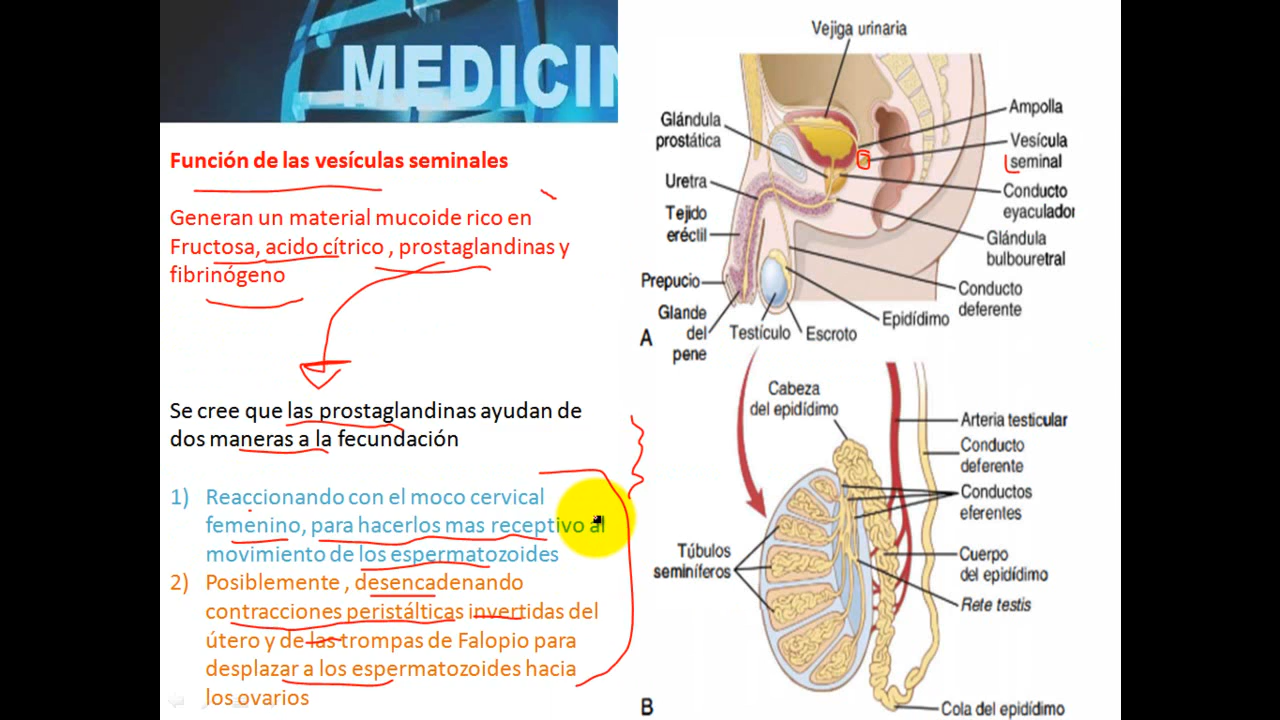 MEDICIN
Función de las vesículas seminales
Generan un material mucoide rico en
Fructosa, acido cítrico , prostaglandinas y
fibrinógeno
Se cree que las prostaglandinas ayudan de
dos maneras a la fecundación
1) Reaccionando con el moco cervical
femenino, para hacerlos mas receptivo al
movimiento de los espermatozoides
2) Posiblemente , desencadenando
contracciones peristálticas invertidas del
útero y de las trompas de Falopio para
desplazar a los espermatozoides hacia
los ovarios
Vejiga urinaria
Glándula
prostática
Uretra
Tejido
eréctil
Prepucio
Glande
del
pene
Testículo
Escroto
Epidídimo
Ampolla
Vesícula
seminal
Conducto
eyaculador
Glándula
bulbouretral
Conducto
deferente
A
Cabeza
del epidídimo
Arteria testicular
Conducto
deferente
Conductos
eferentes
Túbulos
seminíferos
Cuerpo
del epidídimo
Rete testis
Cola del epidídimo
B